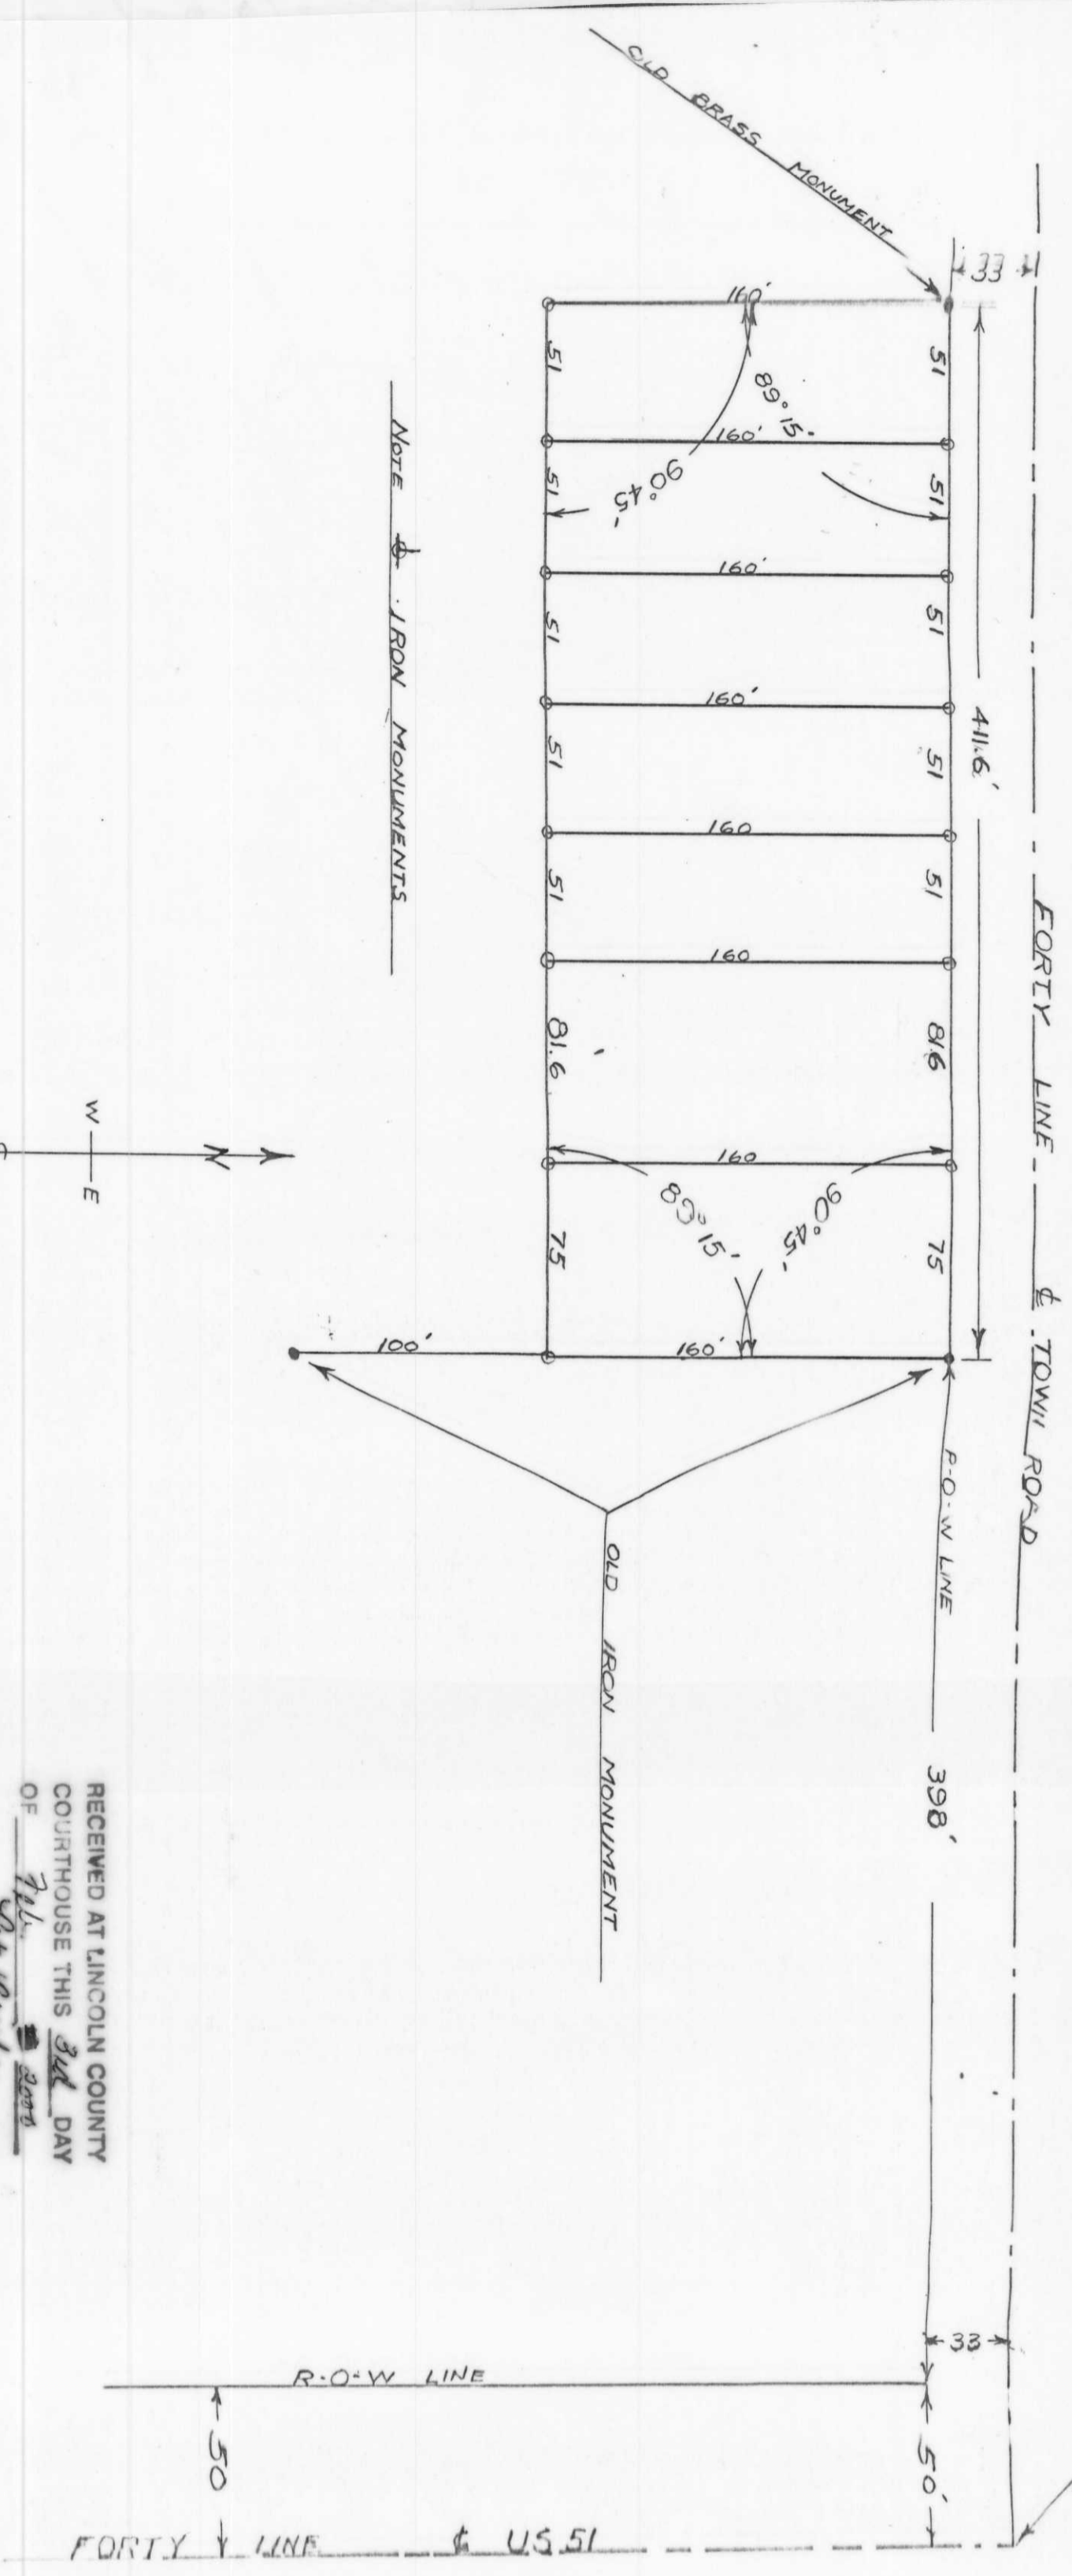 OLD BRASS MONUMENT
33
160'
51
51
89° 15'
160'
90° 45'
51
51
160'
51
51
160'
51
51
160
51
51
160
81.6'
81.6
160
90° 45'
89° 15'
75
75
160'
100'
411.6'
FORTY LINE ℄ TOWN ROAD
NOTE IRON MONUMENTS
N
W E
R-O-W LINE
398'
OLD IRON MONUMENT
33
R-O-W LINE
50'
50
FORTY LINE ℄ US 51
RECEIVED AT LINCOLN COUNTY
COURTHOUSE THIS 3rd DAY
OF Feb. 2000